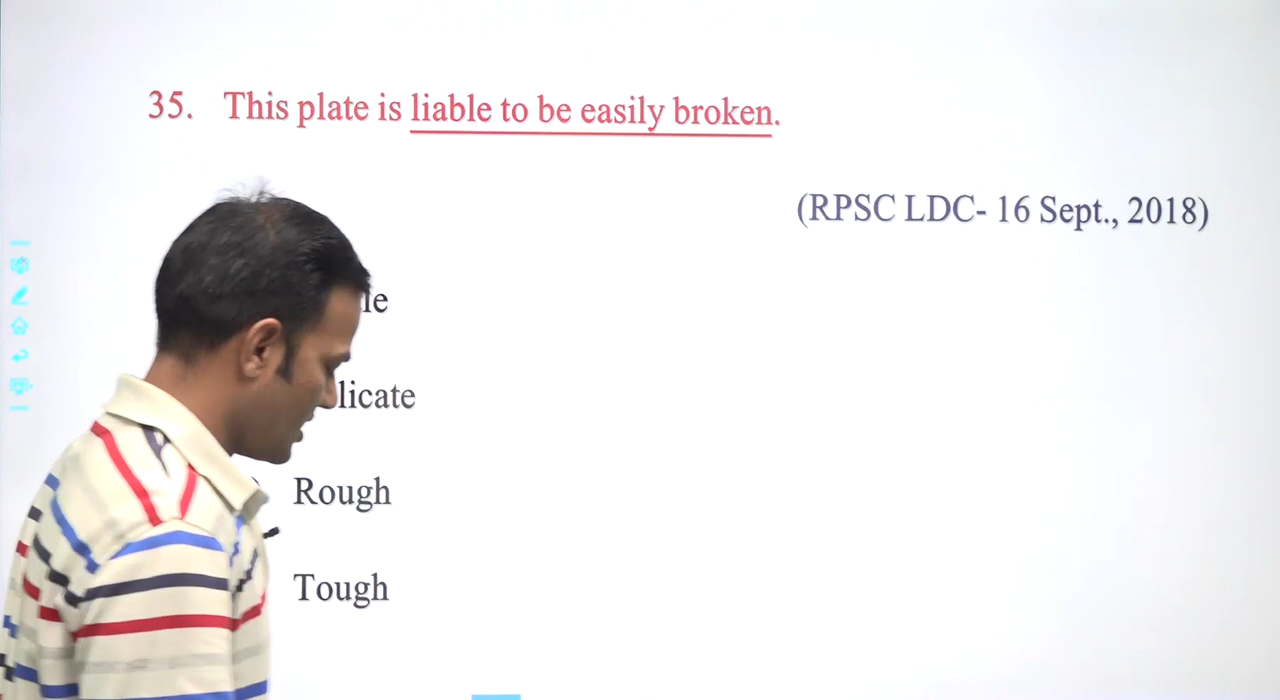 35. This plate is liable to be easily broken.
(RPSC LDC- 16 Sept., 2018)
Rough
Tough